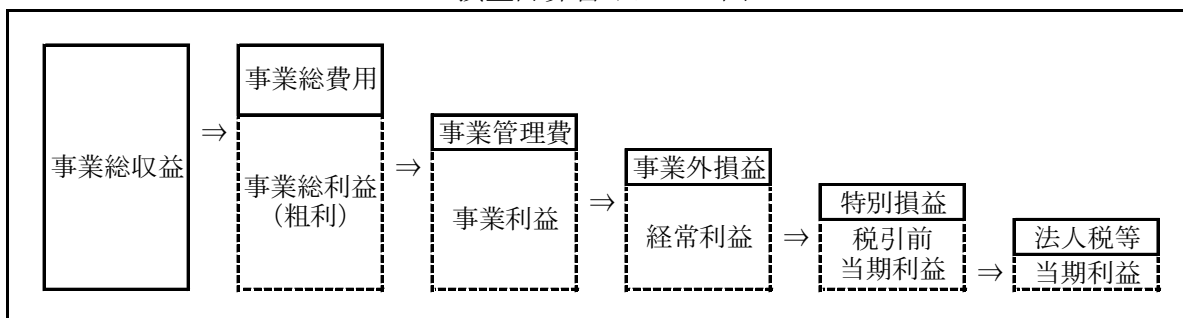 事業総収益
⇒
事業総費用
事業総利益
(粗利)
⇒
事業管理費
事業利益
⇒
事業外損益
経常利益
⇒
特別損益
税引前
当期利益
⇒
法人税等
当期利益